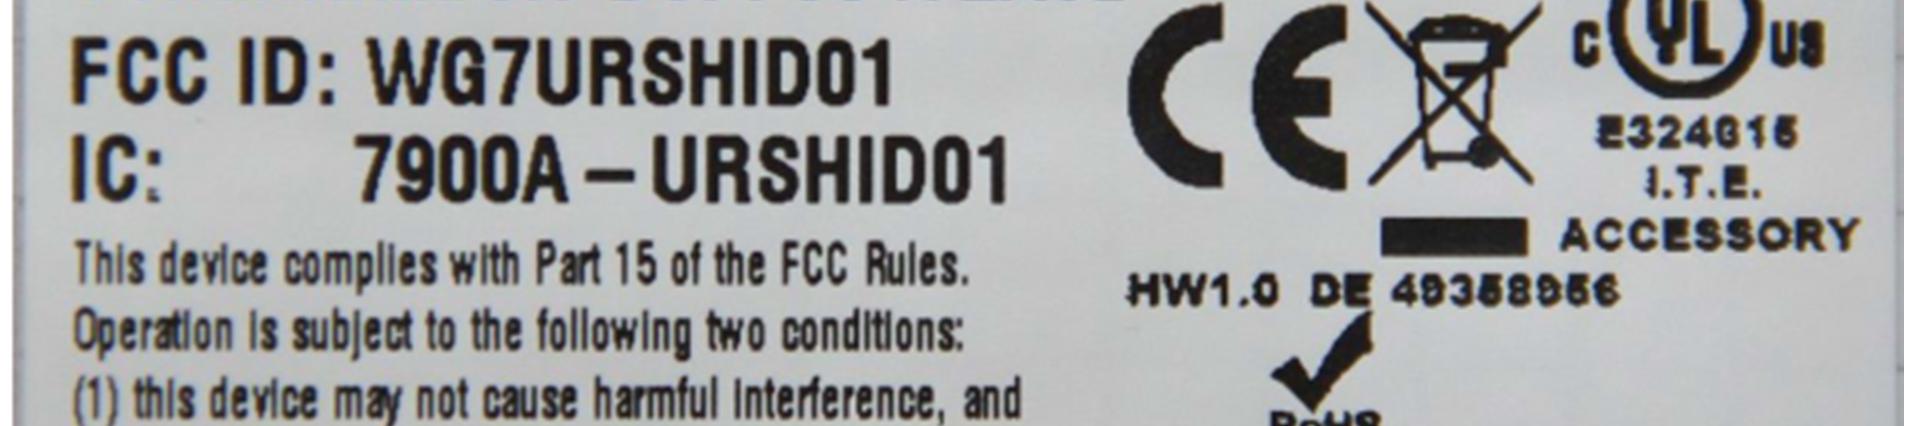 FCC ID: WG7URSHID01
IC: 7900A – URSHID01
This device complies with Part 15 of the FCC Rules.
Operation is subject to the following two conditions:
(1) this device may not cause harmful interference, and
CE
C UL US
I.T.E.
ACCESSORY
HW1.0 DE
RoHS